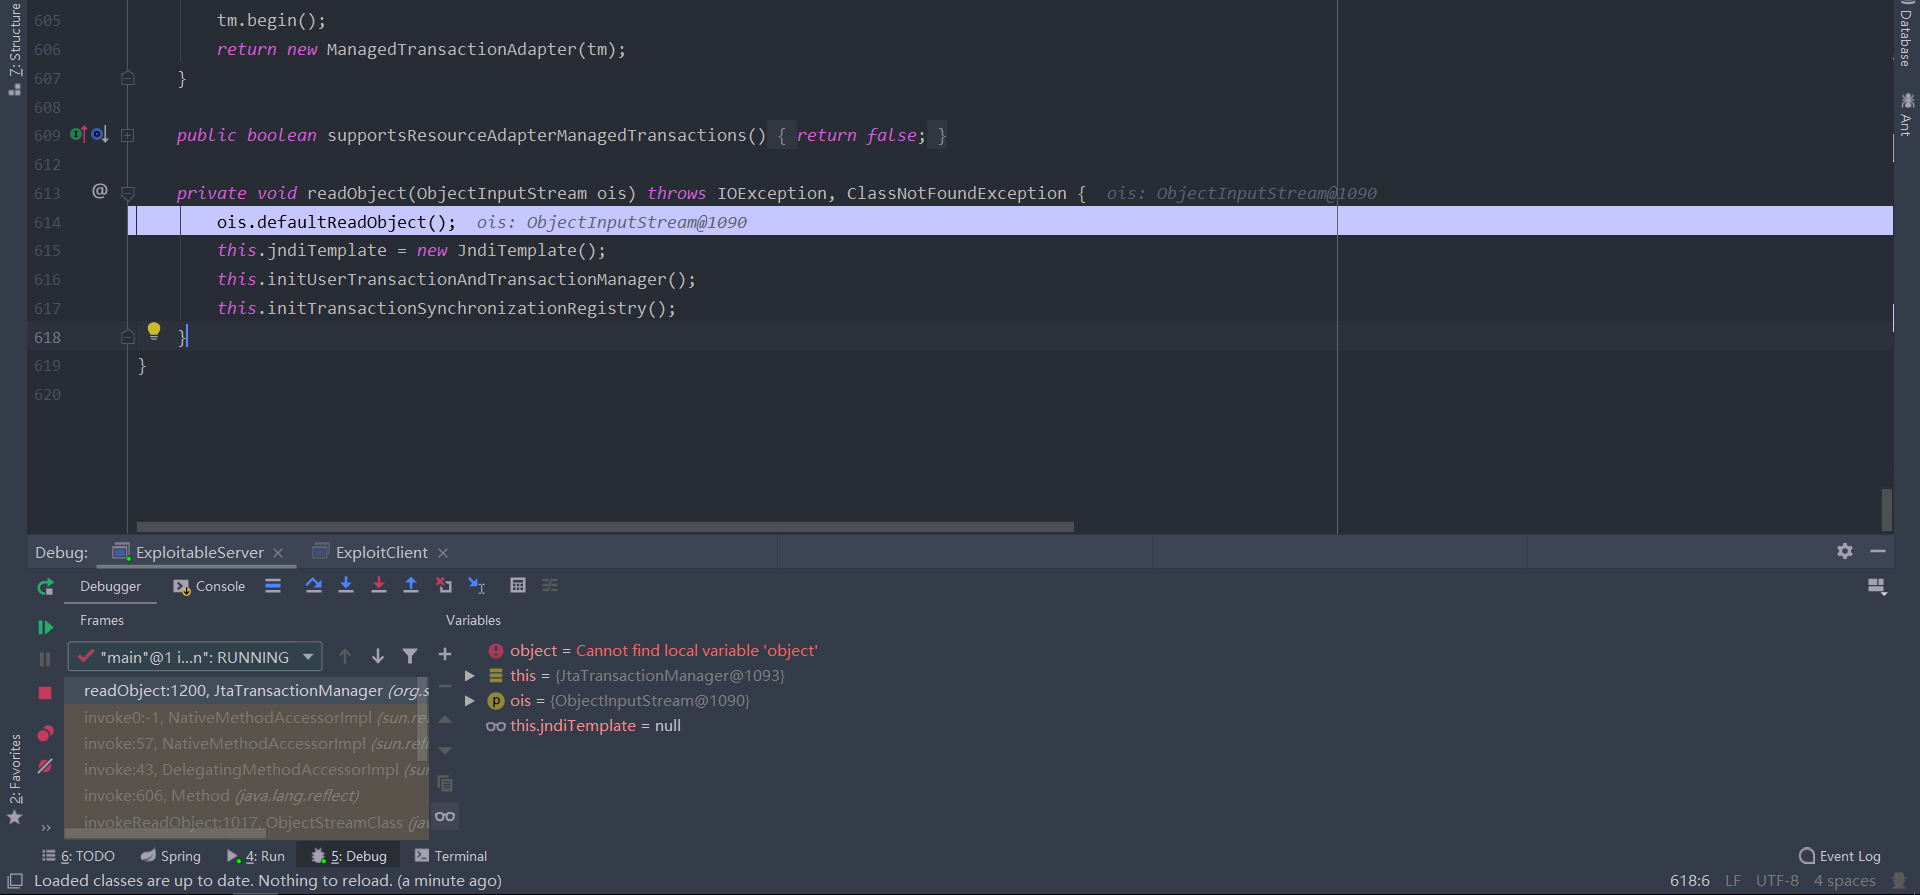 7: Structure
605 tm.begin();
606 return new ManagedTransactionAdapter(tm);
607 }
608
609 public boolean supportsResourceAdapterManagedTransactions() { return false; }
612
613 @ private void readObject(ObjectInputStream ois) throws IOException, ClassNotFoundException { ois: ObjectInputStream@1090
614 ois.defaultReadObject(); ois: ObjectInputStream@1090
615 this.jndiTemplate = new JndiTemplate();
616 this.initUserTransactionAndTransactionManager();
617 this.initTransactionSynchronizationRegistry();
618 }
619 }
620
Database
Ant
Debug: ExploitableServer × ExploitClient ×
Debugger Console
Frames
Variables
"main"@1 i...n": RUNNING
readObject:1200, JtaTransactionManager (org.s
invoke0:-1, NativeMethodAccessorImpl (sun.ref
invoke:57, NativeMethodAccessorImpl (sun.refl
invoke:43, DelegatingMethodAccessorImpl (sun
invoke:606, Method (java.lang.reflect)
invokeReadObject:1017, ObjectStreamClass (jav
object = Cannot find local variable 'object'
this = {JtaTransactionManager@1093}
p ois = {ObjectInputStream@1090}
this.jndiTemplate = null
2: Favorites
6: TODO Spring 4: Run 5: Debug Terminal Event Log
Loaded classes are up to date. Nothing to reload. (a minute ago) 618:6 LF UTF-8 4 spaces